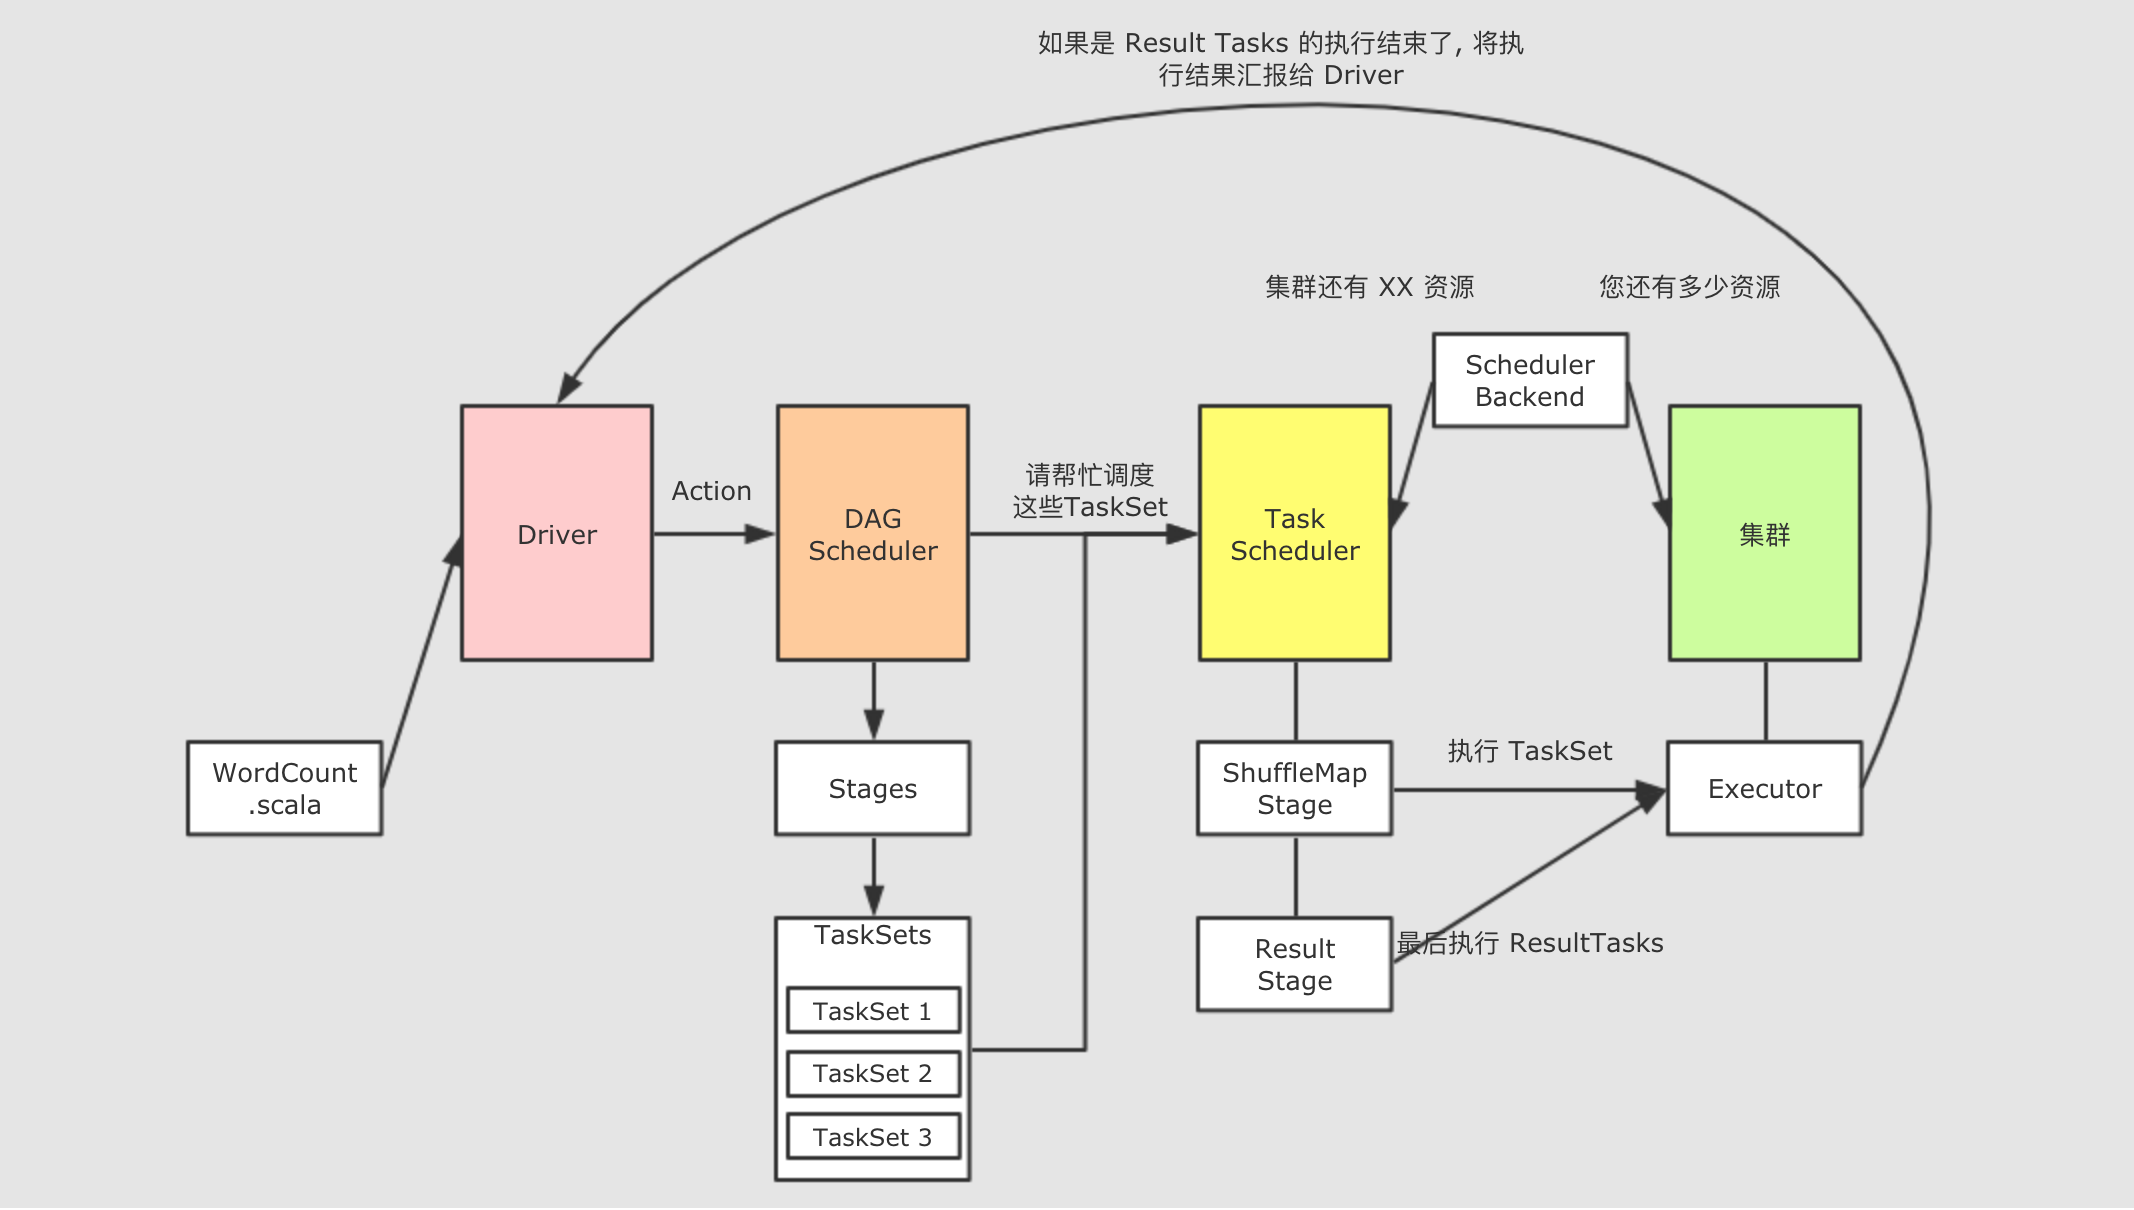 如果是 Result Tasks 的执行结束了, 将执
行结果汇报给 Driver
集群还有 XX 资源
您还有多少资源
Scheduler
Backend
Driver
Action
DAG
Scheduler
请帮忙调度
这些TaskSet
Task
Scheduler
集群
WordCount
.scala
Stages
ShuffleMap
Stage
执行 TaskSet
Executor
TaskSets
TaskSet 1
TaskSet 2
TaskSet 3
Result
Stage
最后执行 ResultTasks